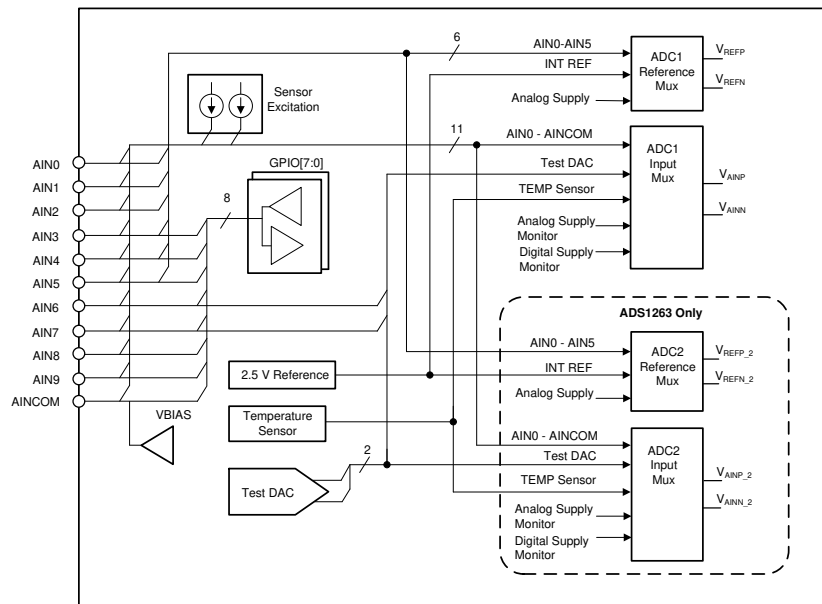 6
AIN0-AIN5
INT REF
Analog Supply
ADC1
Reference
Mux
VREFP
VREFN
Sensor
Excitation
11
AIN0 - AINCOM
Test DAC
TEMP Sensor
Analog Supply
Monitor
Digital Supply
Monitor
ADC1
Input
Mux
VAINP
VAINN
GPIO[7:0]
8
AIN0
AIN1
AIN2
AIN3
AIN4
AIN5
AIN6
AIN7
AIN8
AIN9
AINCOM
VBIAS
2.5 V Reference
Temperature
Sensor
Test DAC
2
ADS1263 Only
AIN0 - AIN5
INT REF
Analog Supply
ADC2
Reference
Mux
VREFP_2
VREFN_2
AIN0 - AINCOM
Test DAC
TEMP Sensor
Analog Supply
Monitor
Digital Supply
Monitor
ADC2
Input
Mux
VAINP_2
VAINN_2